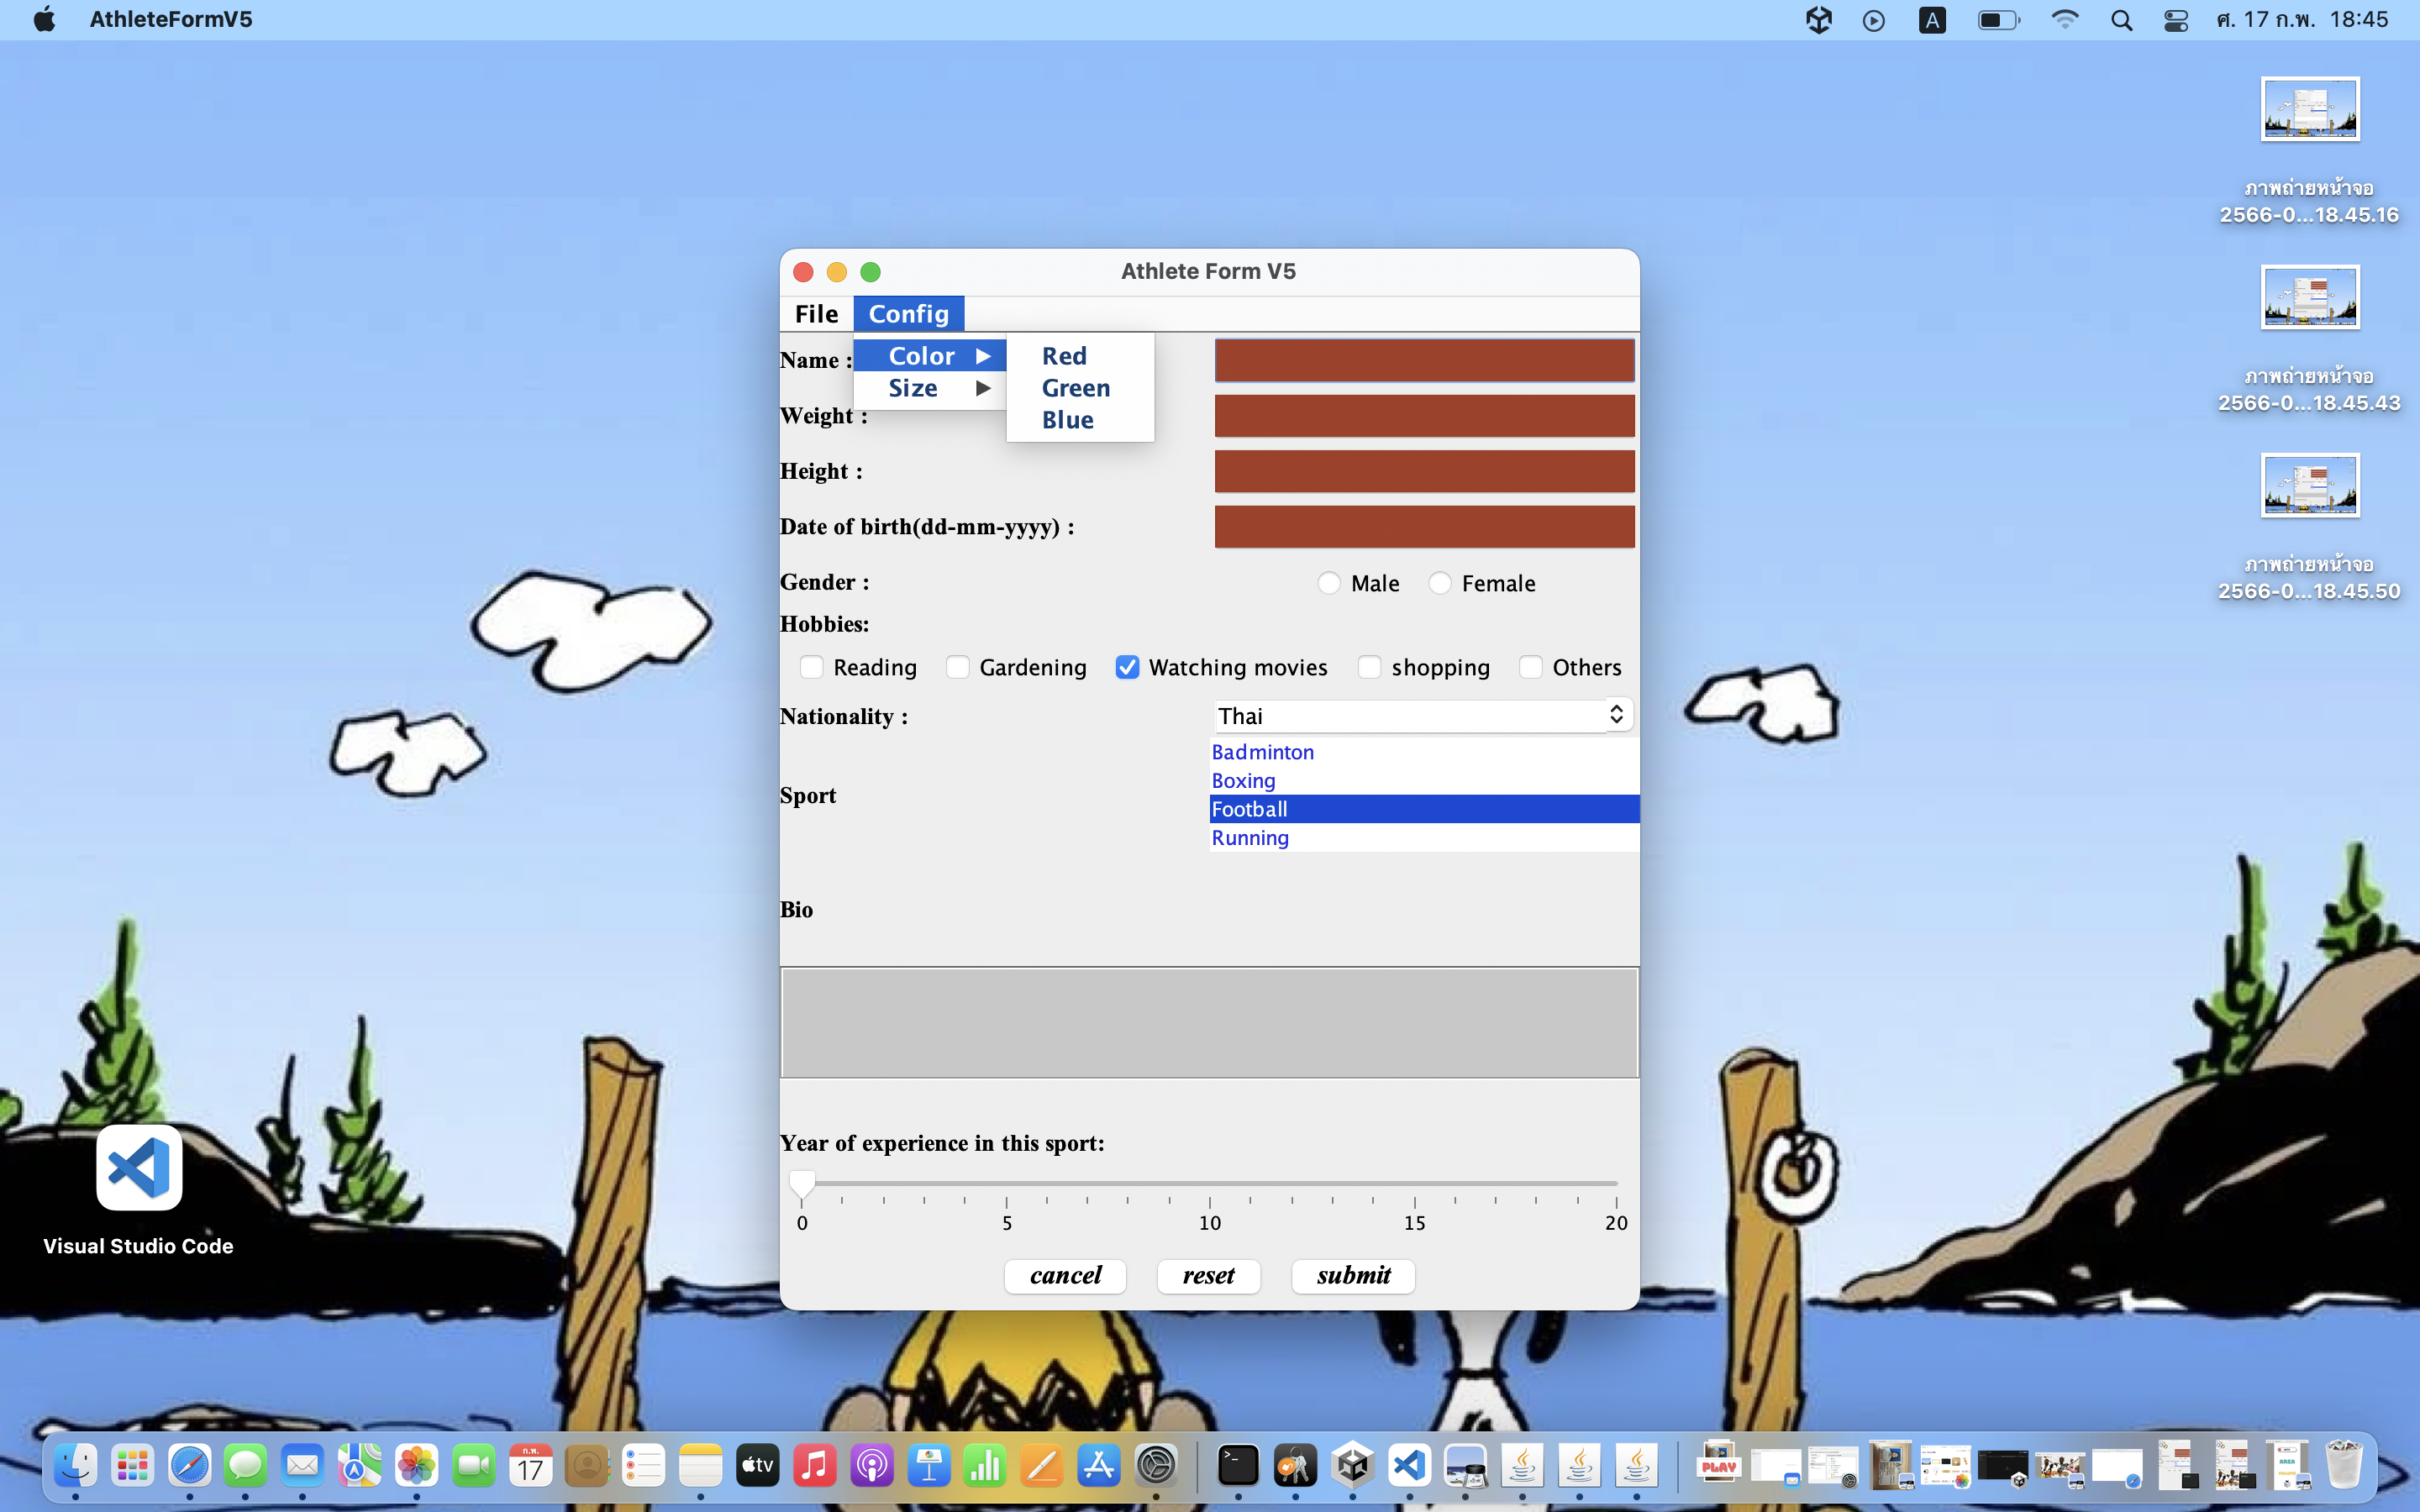 AthleteFormV5
A
ศ. 17 ก.พ. 18:45
ภาพถ่ายหน้าจอ
2566-0...18.45.16
ภาพถ่ายหน้าจอ
2566-0...18.45.43
ภาพถ่ายหน้าจอ
2566-0...18.45.50
Athlete Form V5
File Config
Color
Size
Red
Green
Blue
Name :
Weight :
Height :
Date of birth(dd-mm-yyyy) :
Gender : Male Female
Hobbies:
Reading Gardening Watching movies shopping Others
Nationality : Thai
Sport
Badminton
Boxing
Football
Running
Bio
Year of experience in this sport:
0 5 10 15 20
cancel reset submit
Visual Studio Code
ก.พ.
17
tv
PLAY